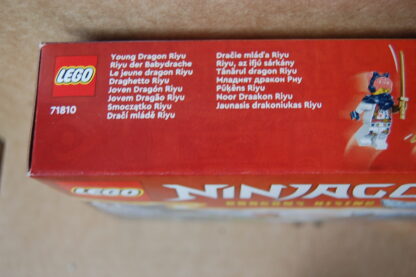 LEGO
71810
Young Dragon Riyu
Riyu der Babydrache
Le jeune dragon Riyu
Draghetto Riyu
Joven Dragón Riyu
Jovem Dragão Riyu
Smoczątko Riyu
Dračí mládě Riyu
Dračie mláďa Riyu
Riyu, az ifjú sárkány
Tânărul dragon Riyu
Младият дракон Рию
Pūķēns Riyu
Noor Draakon Riyu
Jaunasis drakoniukas Riyu
LEGO
NINJAGO
DRAGONS RISING